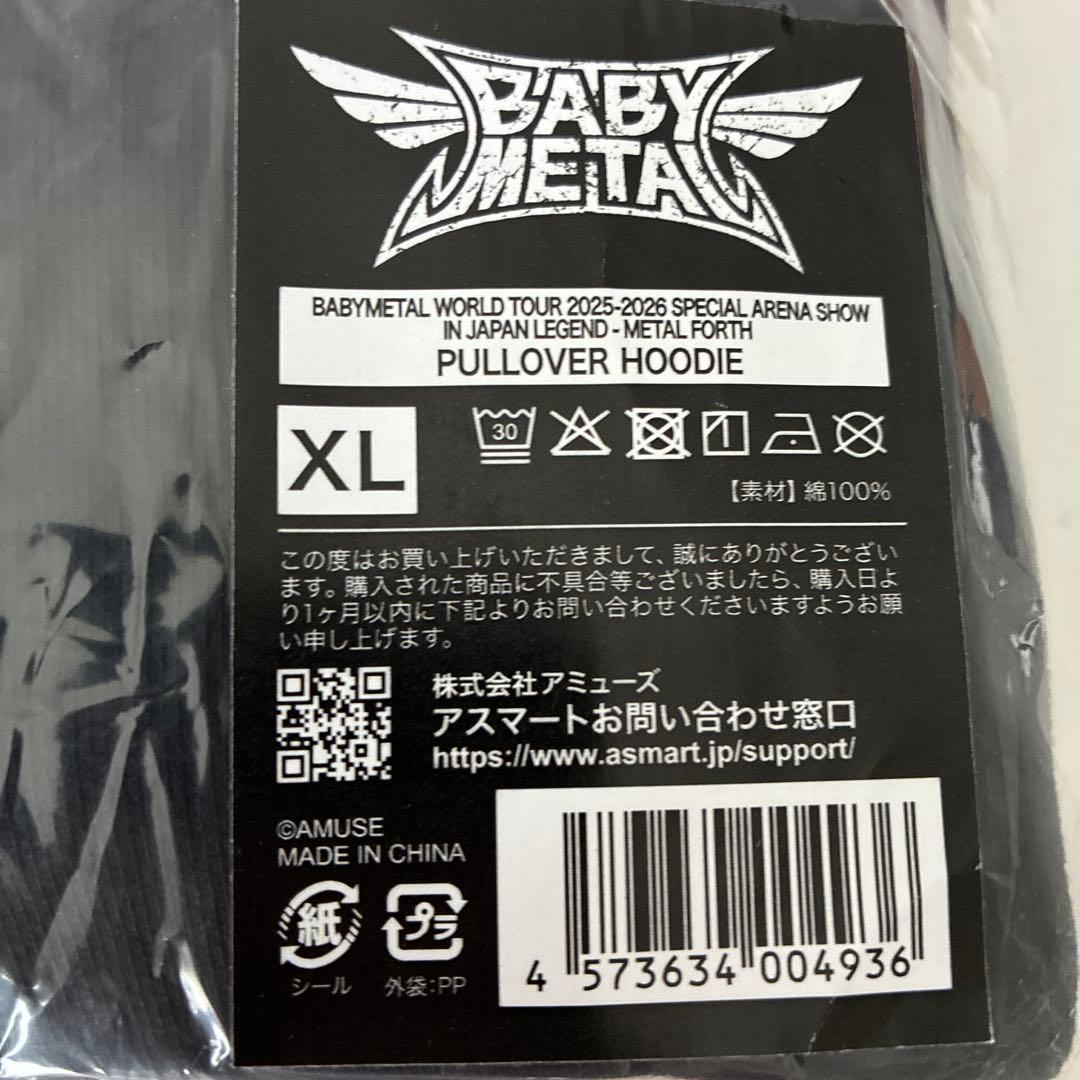 BABY
METAL
BABYMETAL WORLD TOUR 2025-2026 SPECIAL ARENA SHOW
IN JAPAN LEGEND - METAL FORTH
PULLOVER HOODIE
XL
30
【素材】綿100%
この度はお買い上げいただきまして、誠にありがとうござい
ます。購入された商品に不具合等ございましたら、購入日よ
り1ヶ月以内に下記よりお問い合わせくださいますようお願
い申し上げます。
株式会社アミューズ
アスマートお問い合わせ窓口
https://www.asmart.jp/support/
©AMUSE
MADE IN CHINA
紙
プラ
シール
外袋:PP
4 573634 004936